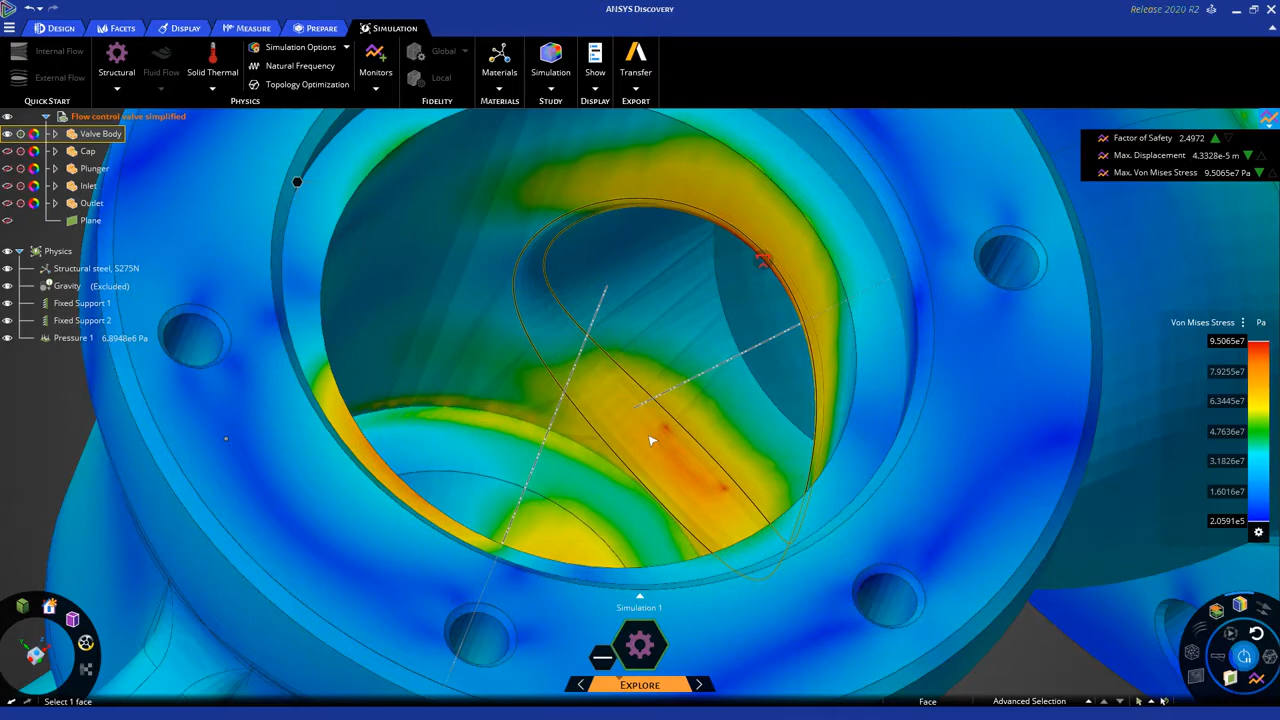 ANSYS Discovery
Release 2020 R2
DESIGN
FACETS
DISPLAY
MEASURE
PREPARE
SIMULATION
Internal Flow
External Flow
QUICK START
Structural
Fluid Flow
Solid Thermal
Simulation Options
Natural Frequency
Topology Optimization
PHYSICS
Monitors
Global
Local
FIDELITY
Materials
MATERIALS
Simulation
STUDY
Show
DISPLAY
Transfer
EXPORT
Flow control valve simplified
Valve Body
Cap
Plunger
Inlet
Outlet
Plane
Physics
Structural steel, S275N
Gravity (Excluded)
Fixed Support 1
Fixed Support 2
Pressure 1 6.8948e6 Pa
Factor of Safety 2.4972
Max. Displacement 4.3328e-5 m
Max. Von Mises Stress 9.5065e7 Pa
Von Mises Stress Pa
9.5065e7
7.9255e7
6.3445e7
4.7636e7
3.1826e7
1.6016e7
2.0591e5
Simulation 1
EXPLORE
Select 1 face
Face
Advanced Selection